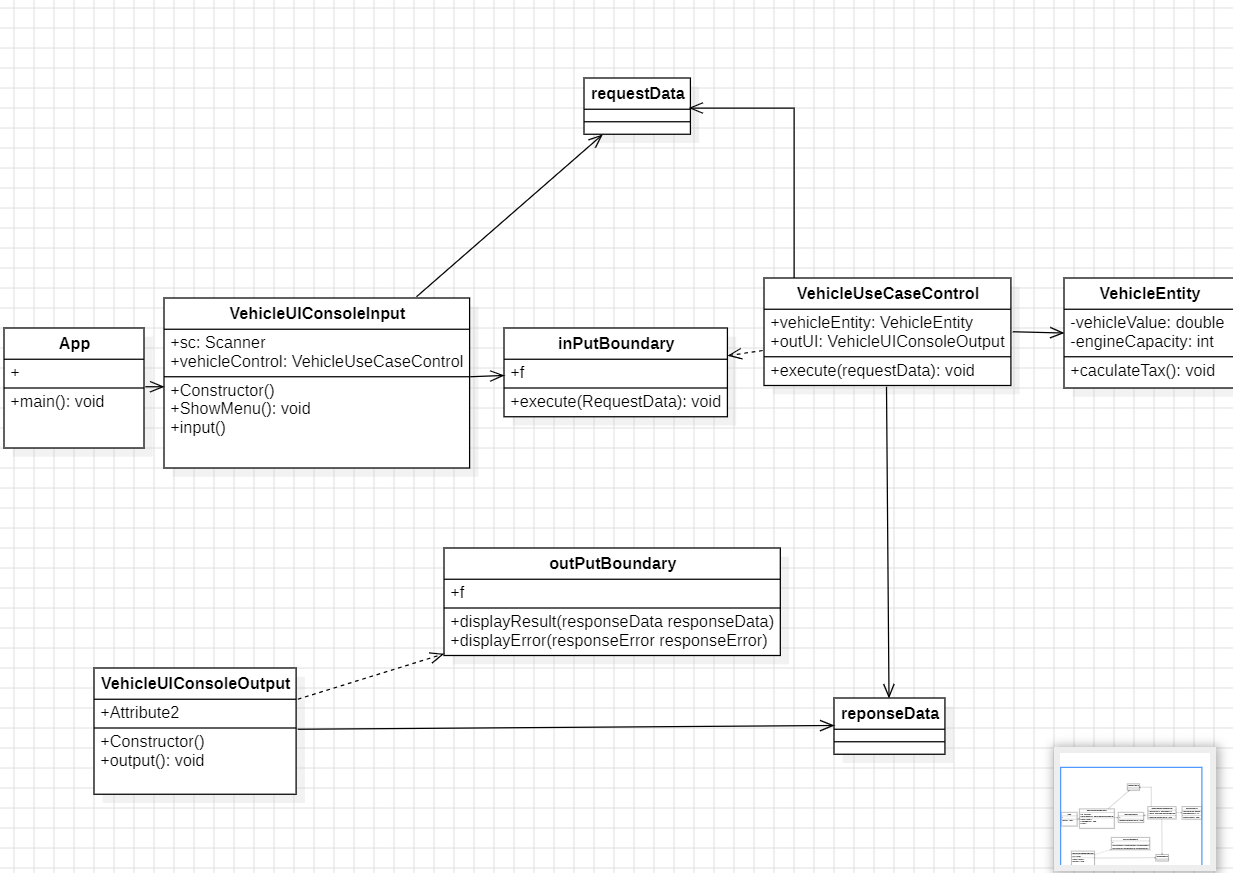 requestData
App
+
+main(): void
VehicleUIConsoleInput
+sc: Scanner
+vehicleControl: VehicleUseCaseControl
+Constructor()
+ShowMenu(): void
+input()
inPutBoundary
+f
+execute(RequestData): void
VehicleUseCaseControl
+vehicleEntity: VehicleEntity
+outUI: VehicleUIConsoleOutput
+execute(requestData): void
VehicleEntity
-vehicleValue: double
-engineCapacity: int
+caculateTax(): void
outPutBoundary
+f
+displayResult(responseData responseData)
+displayError(responseError responseError)
VehicleUIConsoleOutput
+Attribute2
+Constructor()
+output(): void
reponseData